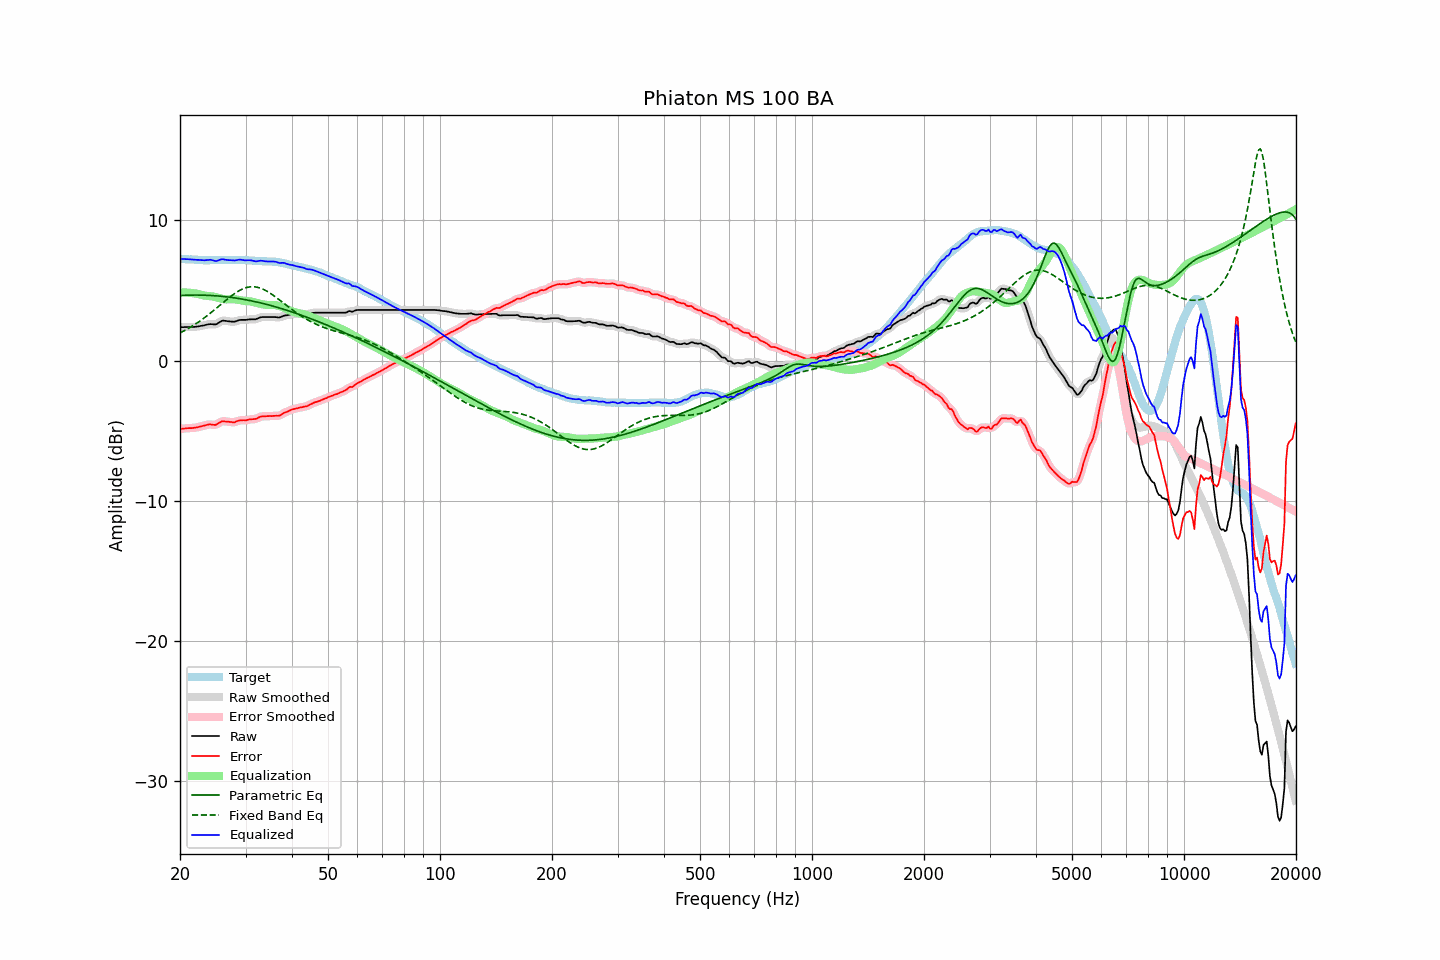 Phiaton MS 100 BA
Amplitude (dBr)
10
0
−10
−20
−30
Target
Raw Smoothed
Error Smoothed
Raw
Error
Equalization
Parametric Eq
Fixed Band Eq
Equalized
20 50 100 200 500 1000 2000 5000 10000 20000
Frequency (Hz)